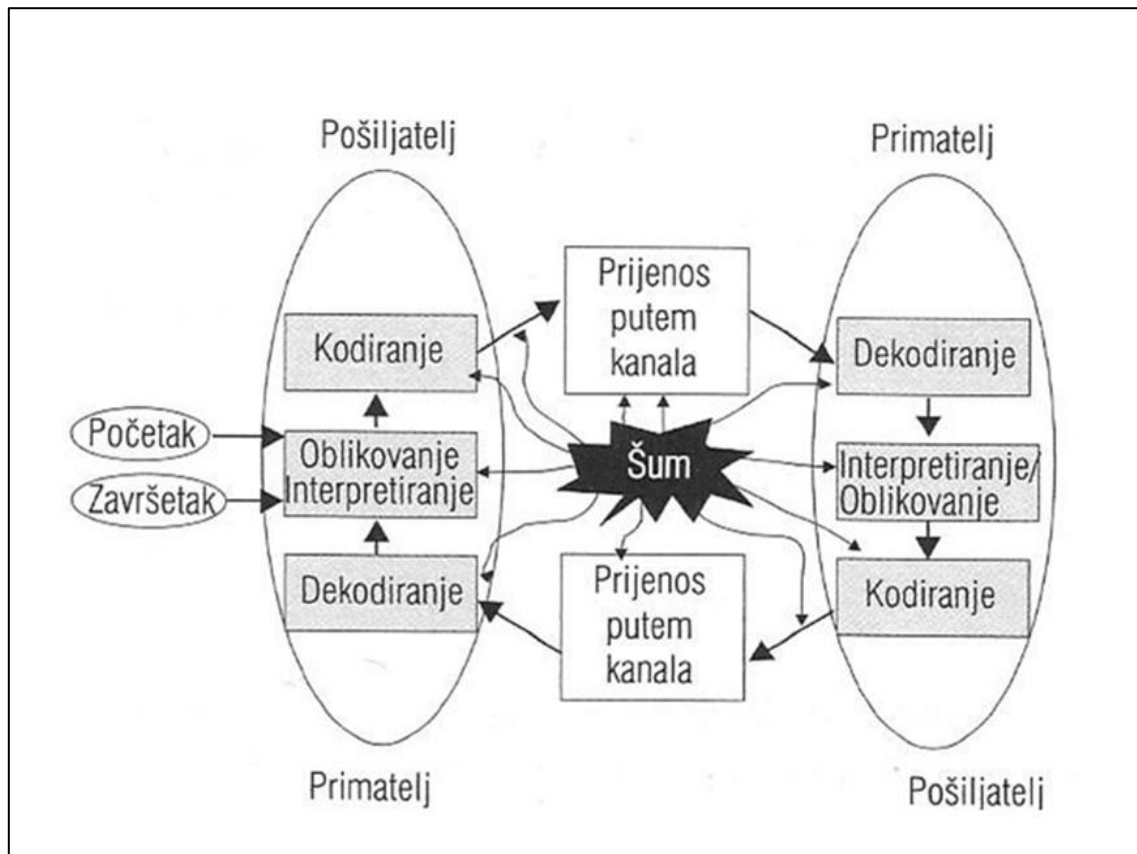 Pošiljatelj
Primatelj
Prijenos
putem
kanala
Kodiranje
Dekodiranje
Početak
Oblikovanje
Interpretiranje
Šum
Interpretiranje/
Oblikovanje
Završetak
Dekodiranje
Prijenos
putem
kanala
Kodiranje
Primatelj
Pošiljatelj